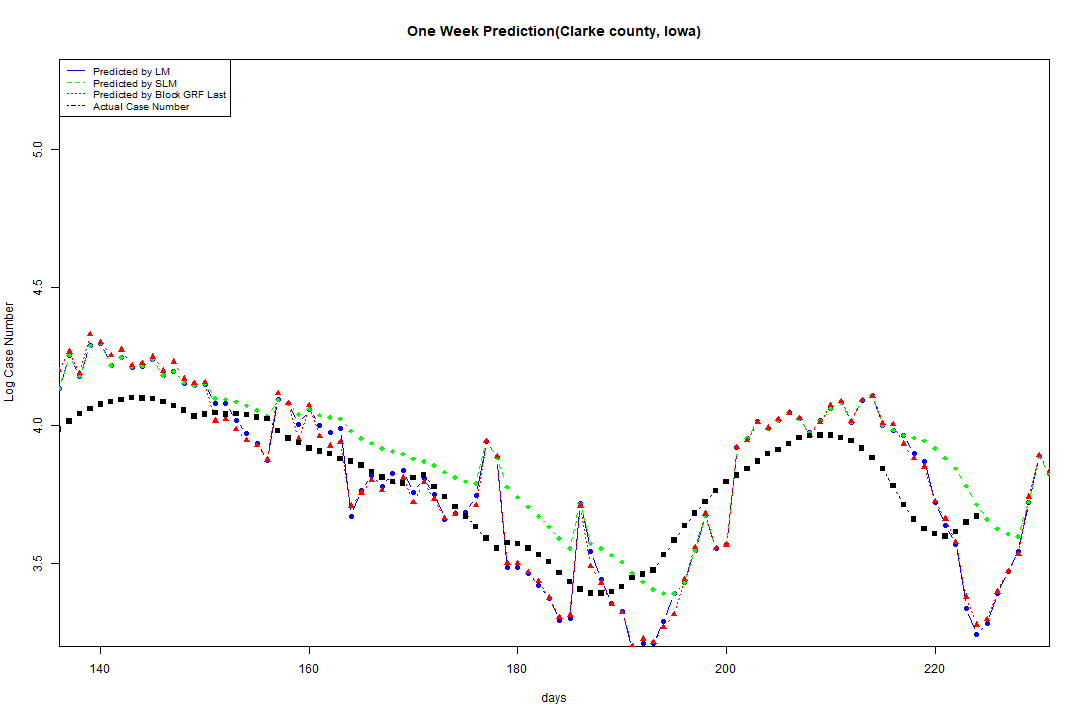 One Week Prediction(Clarke county, Iowa)
Predicted by LM
Predicted by SLM
Predicted by Block GRF Last
Actual Case Number
5.0
4.5
4.0
3.5
Log Case Number
140 160 180 200 220
days